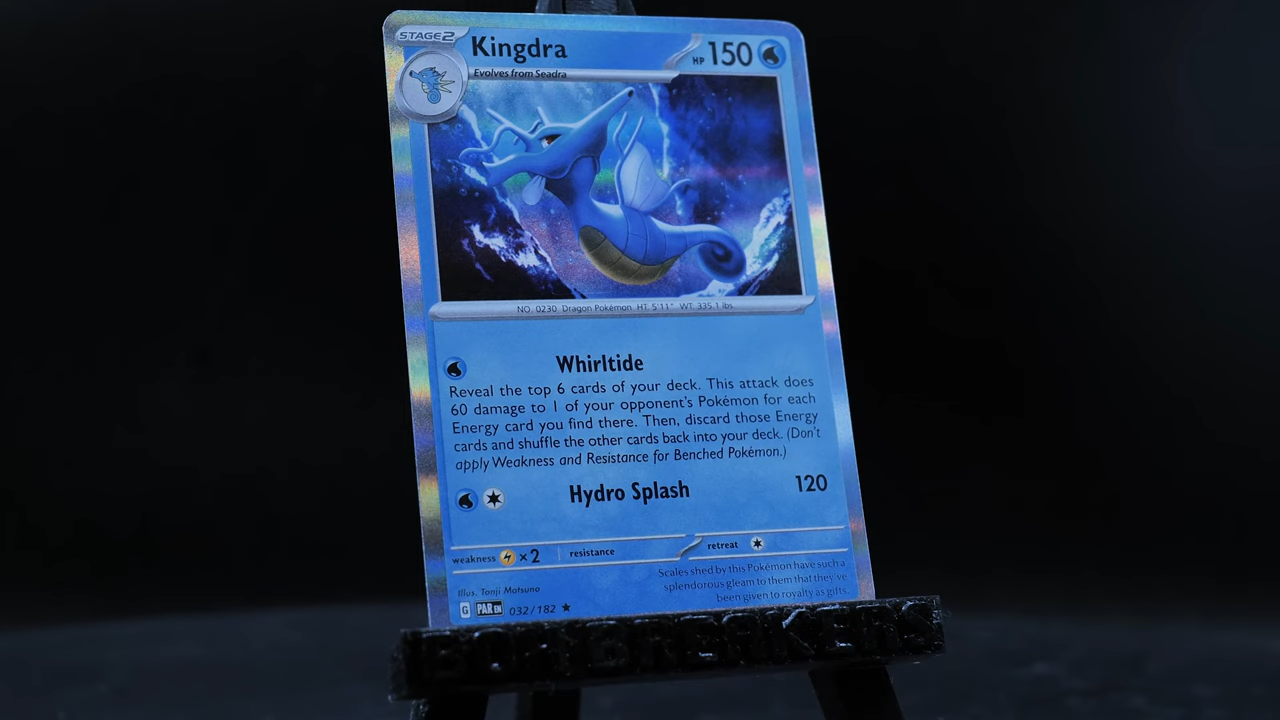 STAGE2
Kingdra
HP 150
Evolves from Seadra
NO. 0230 Dragon Pokémon HT: 5'11" WT: 335.1 lbs.
Whirltide
Reveal the top 6 cards of your deck. This attack does
60 damage to 1 of your opponent's Pokémon for each
Energy card you find there. Then, discard those Energy
cards and shuffle the other cards back into your deck. (Don't
apply Weakness and Resistance for Benched Pokémon.)
Hydro Splash 120
weakness ×2 resistance retreat
Illus. Tonji Matsuno
Scales shed by this Pokémon have such a
splendorous gleam to them that they've
been given to royalty as gifts.
G PAR EN 032/182